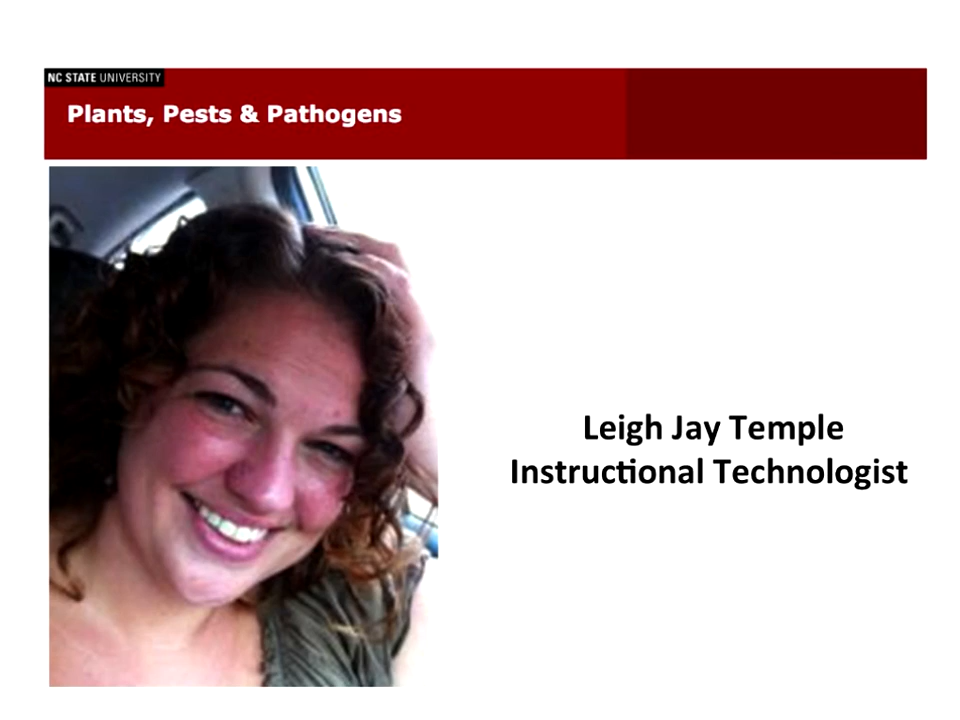 NC STATE UNIVERSITY
Plants, Pests & Pathogens
Leigh Jay Temple
Instructional Technologist